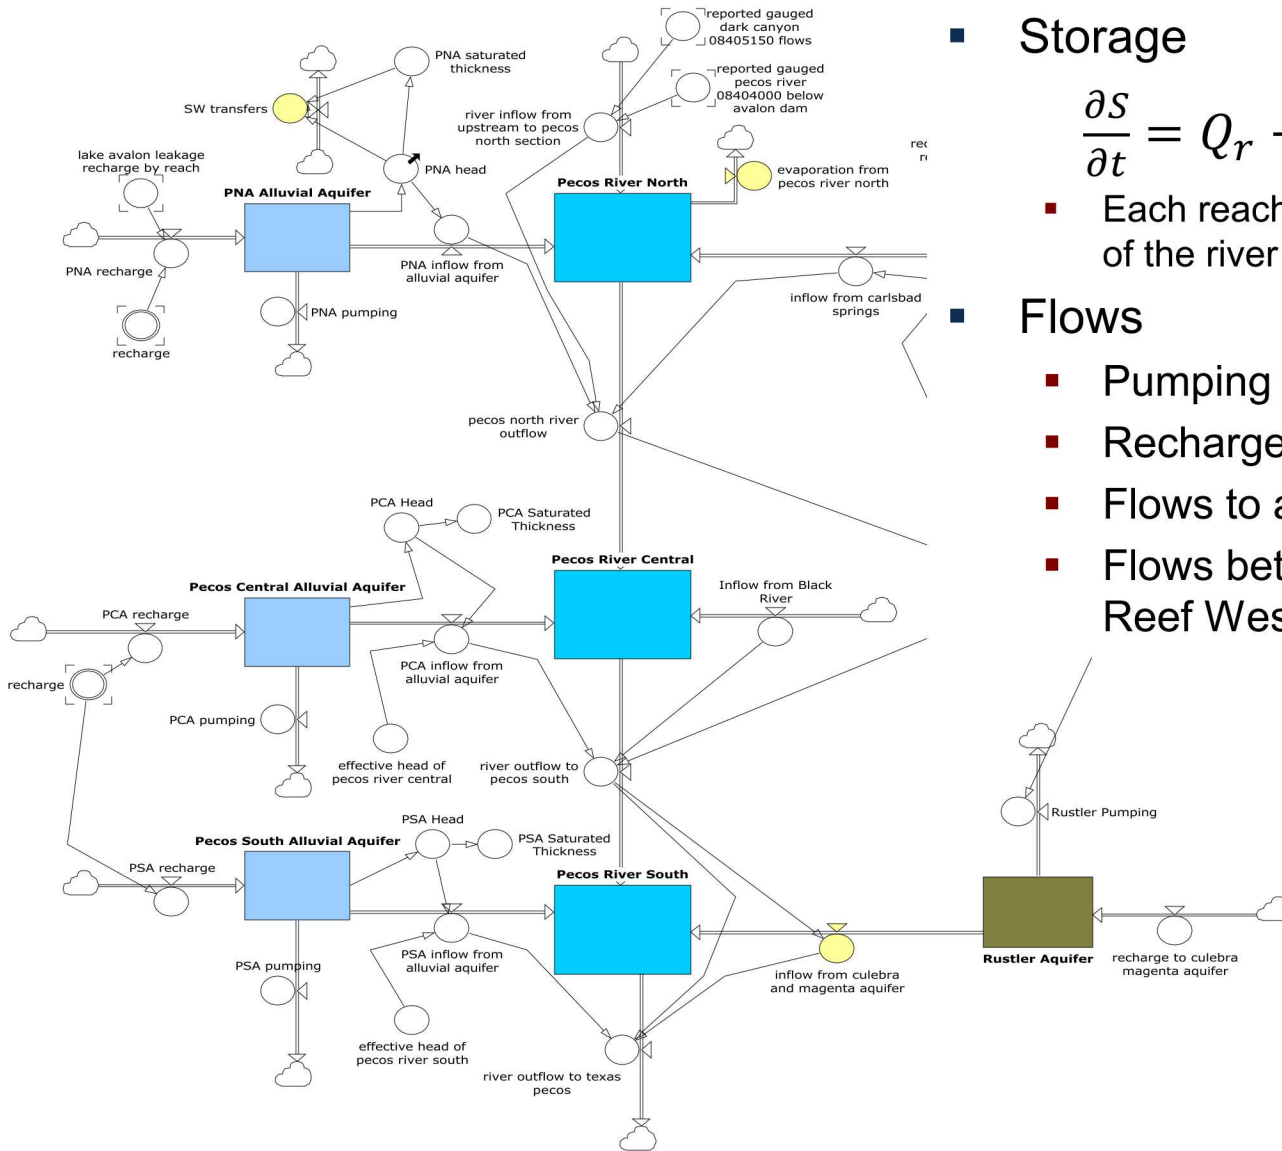 reported gauged
dark canyon
08405150 flows
PNA saturated
thickness
reported gauged
pecos river
08404000 below
avalon dam
SW transfers
river inflow from
upstream to pecos
north section
lake avalon leakage
recharge by reach
PNA head
evaporation from
pecos river north
PNA Alluvial Aquifer
Pecos River North
PNA recharge
PNA inflow from
alluvial aquifer
inflow from carlsbad
springs
PNA pumping
recharge
pecos north river
outflow
PCA Head
PCA Saturated
Thickness
Pecos River Central
Pecos Central Alluvial Aquifer
Inflow from Black
River
PCA recharge
PCA inflow from
alluvial aquifer
recharge
PCA pumping
effective head of
pecos river central
river outflow to
pecos south
Rustler Pumping
PSA Head
PSA Saturated
Thickness
Pecos South Alluvial Aquifer
PSA recharge
Pecos River South
PSA inflow from
alluvial aquifer
PSA pumping
inflow from culebra
and magenta aquifer
Rustler Aquifer
recharge to culebra
magenta aquifer
effective head of
pecos river south
river outflow to texas
pecos
Storage
∂S/∂t = Q_r
Each reach
of the river
Flows
Pumping
Recharge
Flows to
Flows
Reef